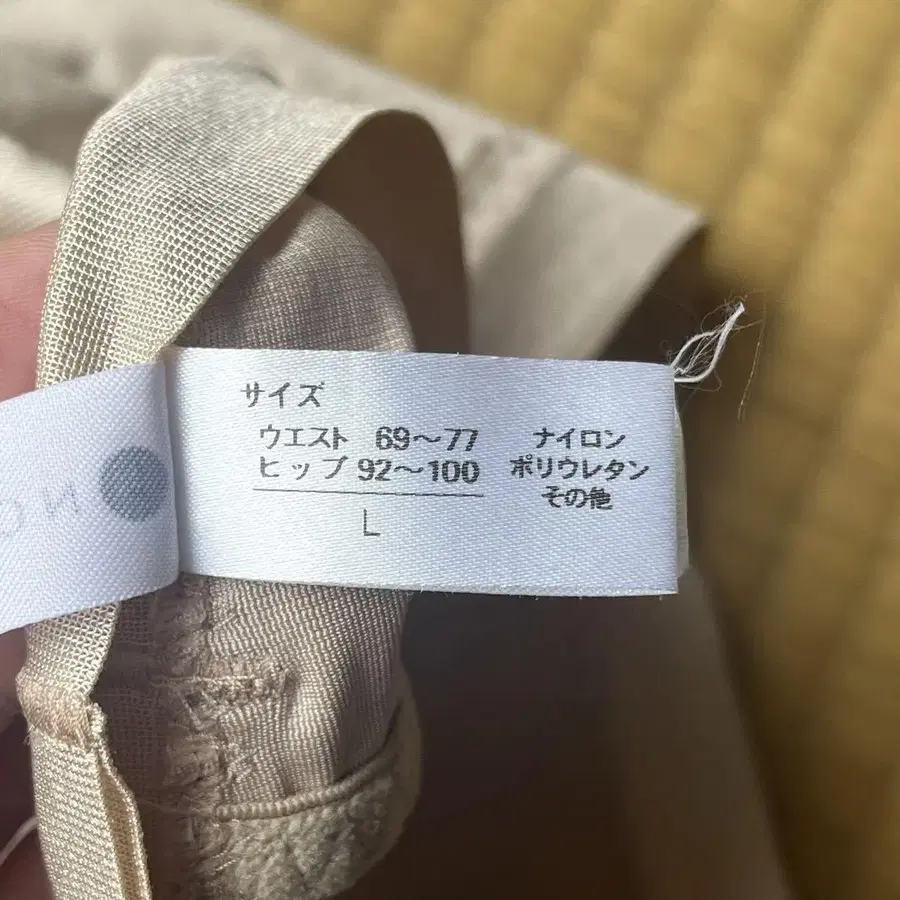 サイズ
ウエスト 69〜77
ヒップ 92〜100
L
ナイロン
ポリウレタン
その他